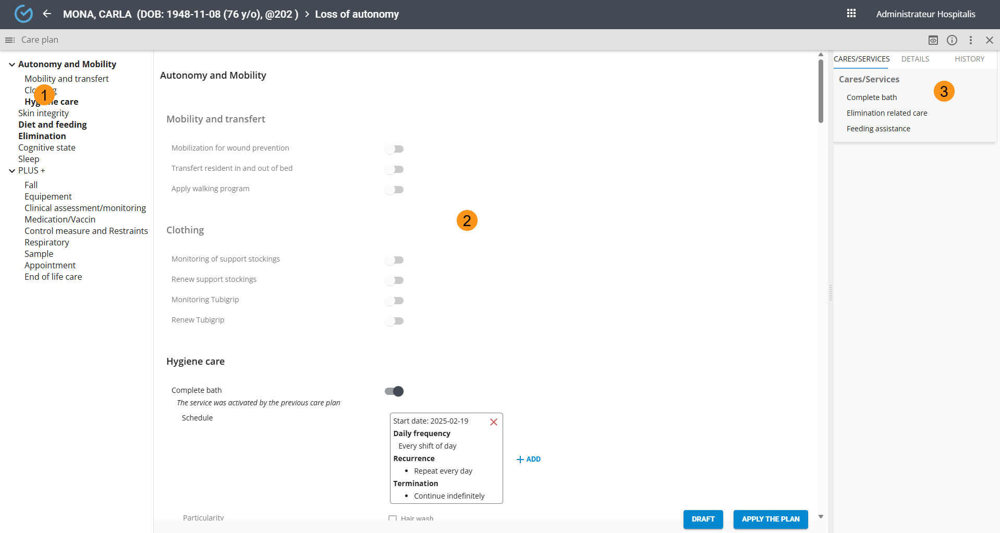 MONA, CARLA (DOB: 1948-11-08 (76 y/o), @202 ) > Loss of autonomy
Administrateur Hospitalis
Care plan
Autonomy and Mobility
Mobility and transfert
1
Hygiene care
Skin integrity
Diet and feeding
Elimination
Cognitive state
Sleep
PLUS +
Fall
Equipement
Clinical assessment/monitoring
Medication/Vaccin
Control measure and Restraints
Respiratory
Sample
Appointment
End of life care
Autonomy and Mobility
Mobility and transfert
Mobilization for wound prevention
Transfert resident in and out of bed
Apply walking program
2
Clothing
Monitoring of support stockings
Renew support stockings
Monitoring Tubigrip
Renew Tubigrip
Hygiene care
Complete bath
The service was activated by the previous care plan
Schedule
Start date: 2025-02-19
Daily frequency
Every shift of day
Recurrence
• Repeat every day
Termination
• Continue indefinitely
+ ADD
Particularity
Hair wash
DRAFT
APPLY THE PLAN
CARES/SERVICES DETAILS HISTORY
Cares/Services
3
Complete bath
Elimination related care
Feeding assistance